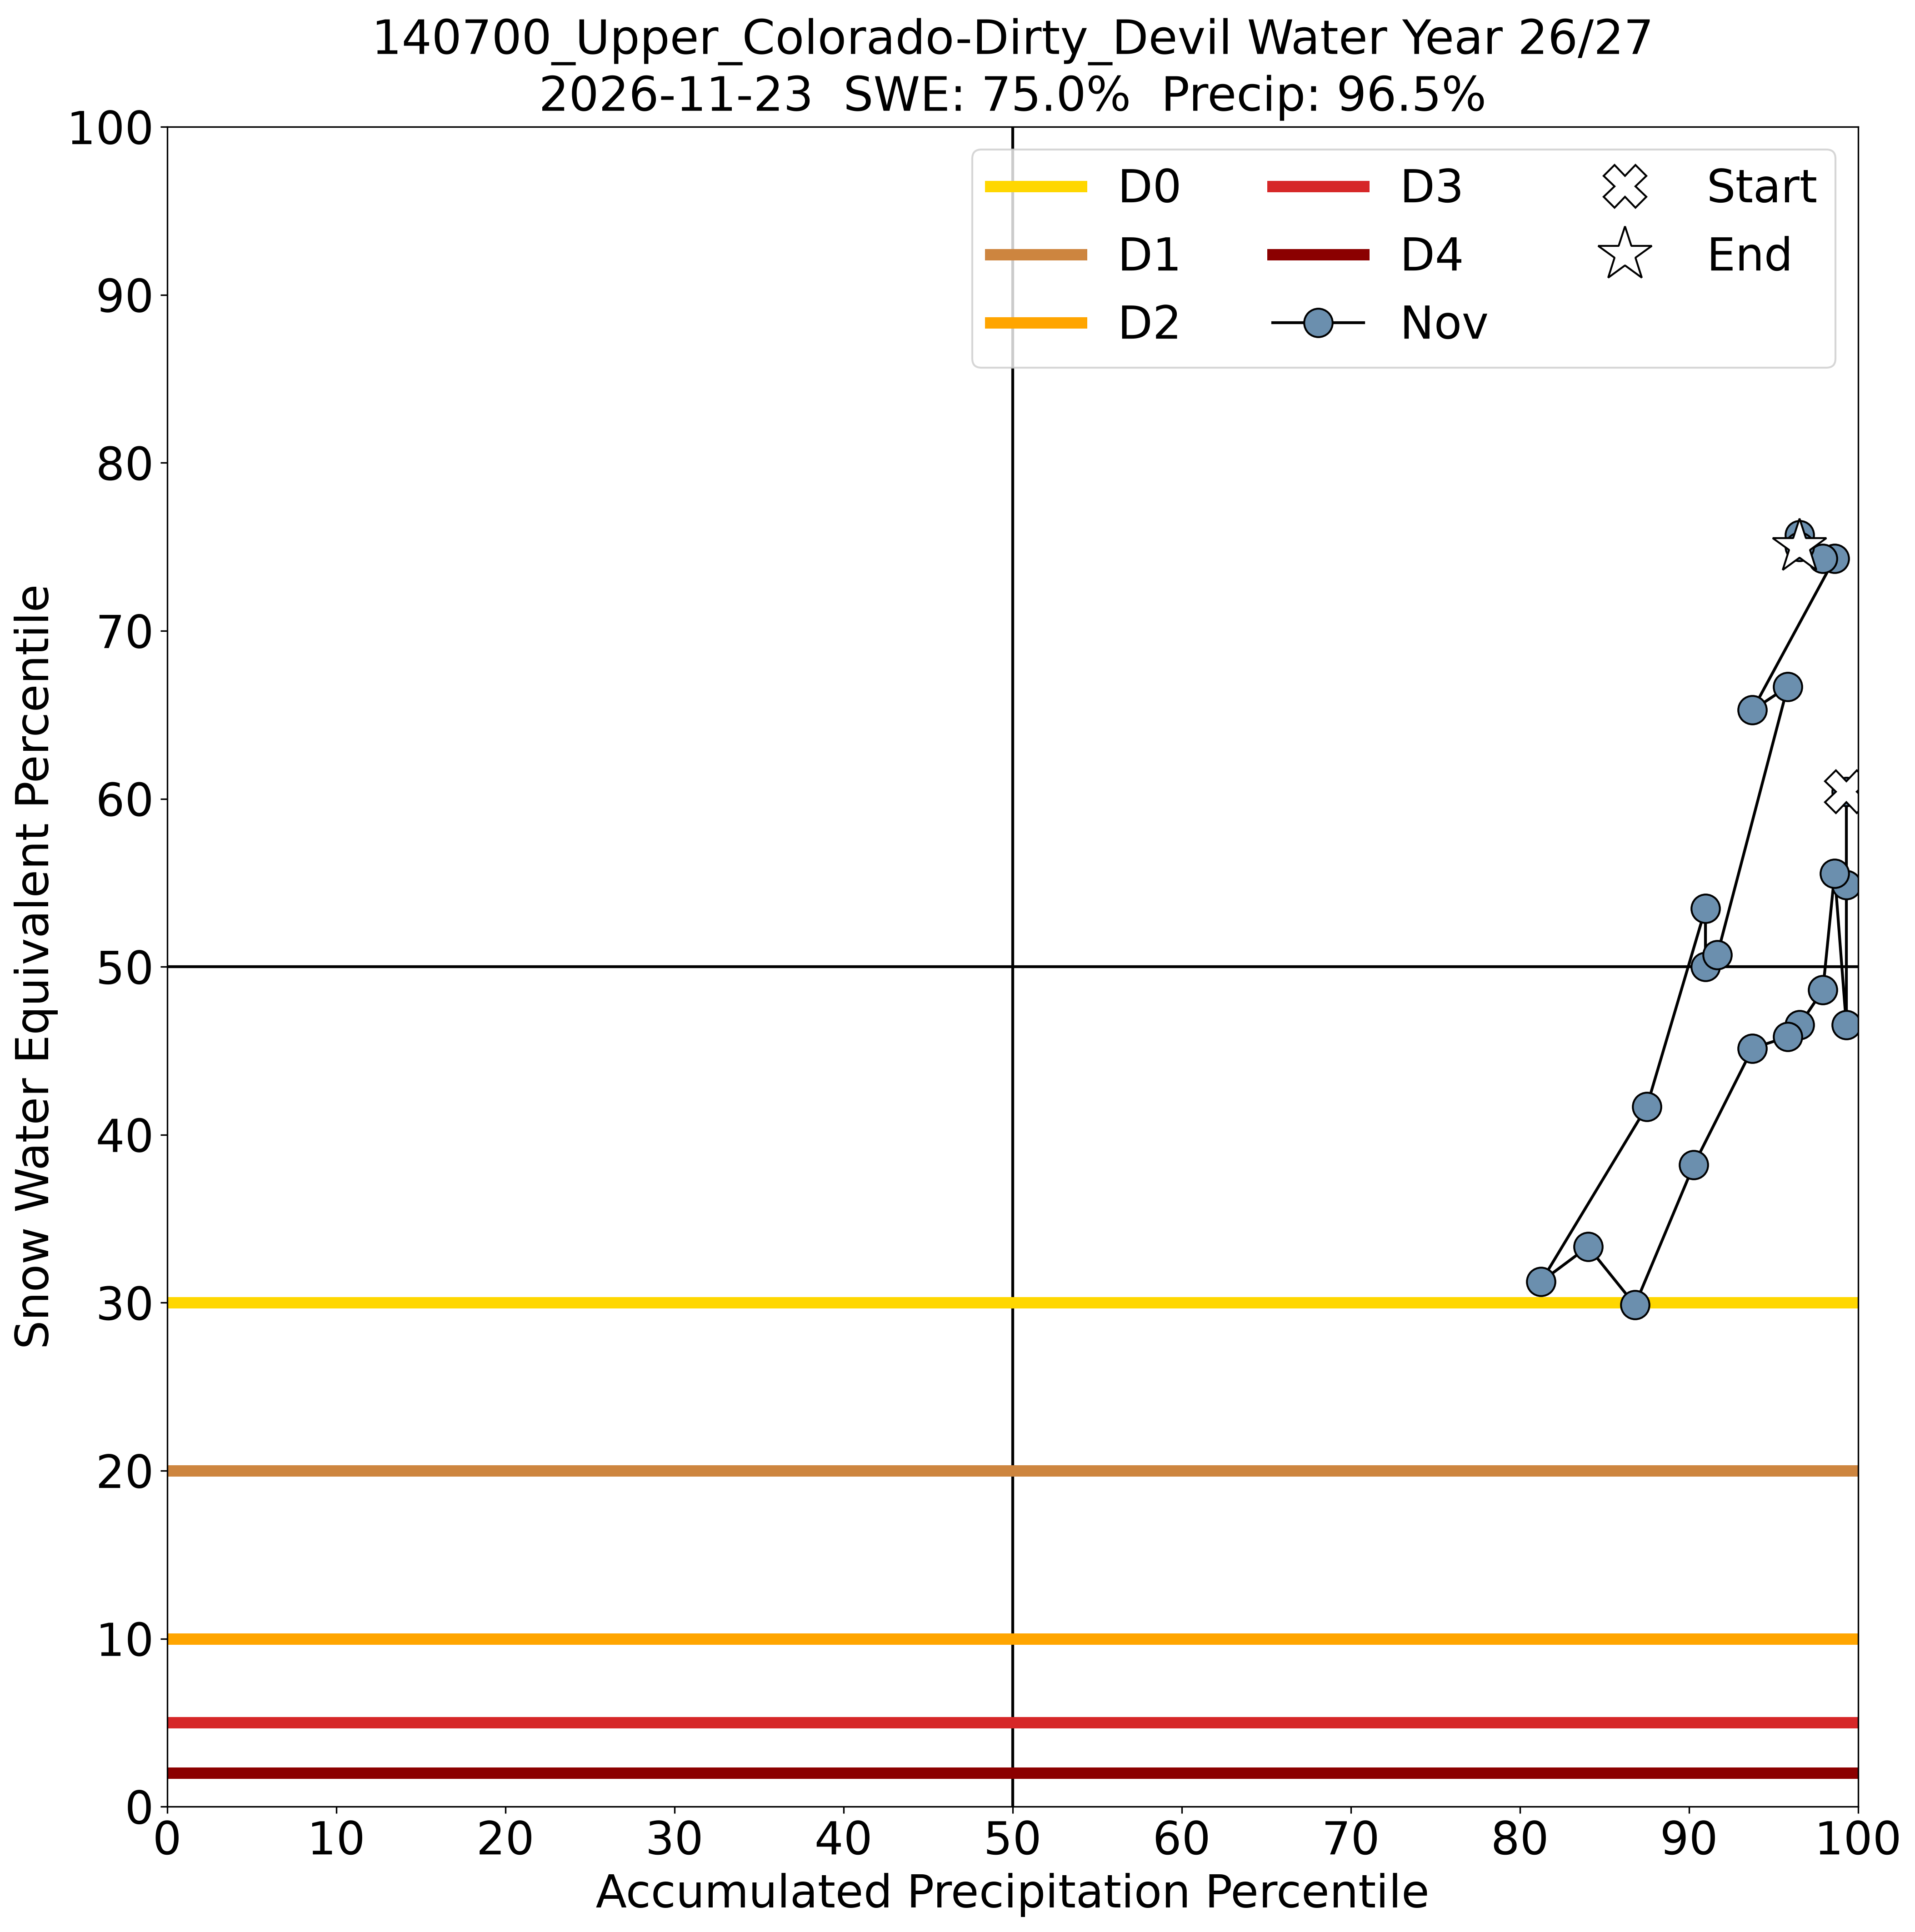 140700_Upper_Colorado-Dirty_Devil Water Year 26/27
2026-11-23  SWE: 75.0%  Precip: 96.5%
100
90
80
70
60
50
40
30
20
10
0
Snow Water Equivalent Percentile
D0
D1
D2
D3
D4
Nov
Start
End
0 10 20 30 40 50 60 70 80 90 100
Accumulated Precipitation Percentile